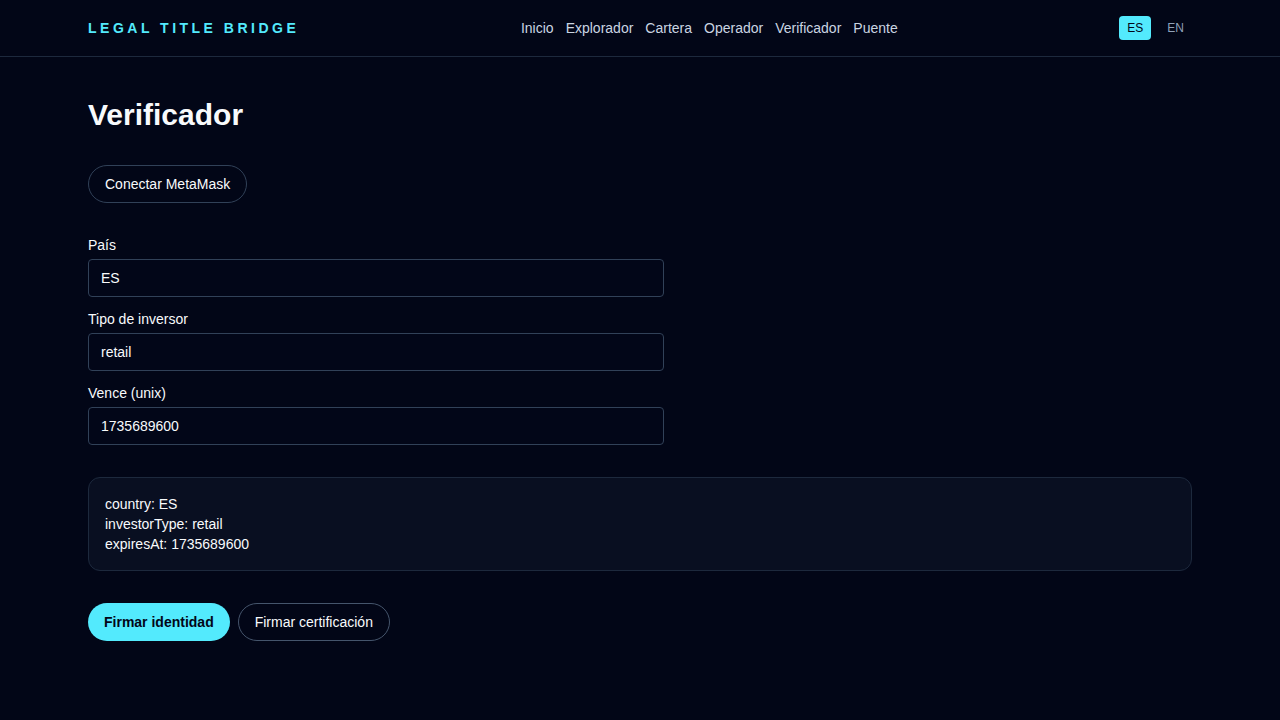 LEGAL TITLE BRIDGE
Inicio Explorador Cartera Operador Verificador Puente
ES EN
Verificador
Conectar MetaMask
País
ES
Tipo de inversor
retail
Vence (unix)
1735689600
country: ES
investorType: retail
expiresAt: 1735689600
Firmar identidad Firmar certificación